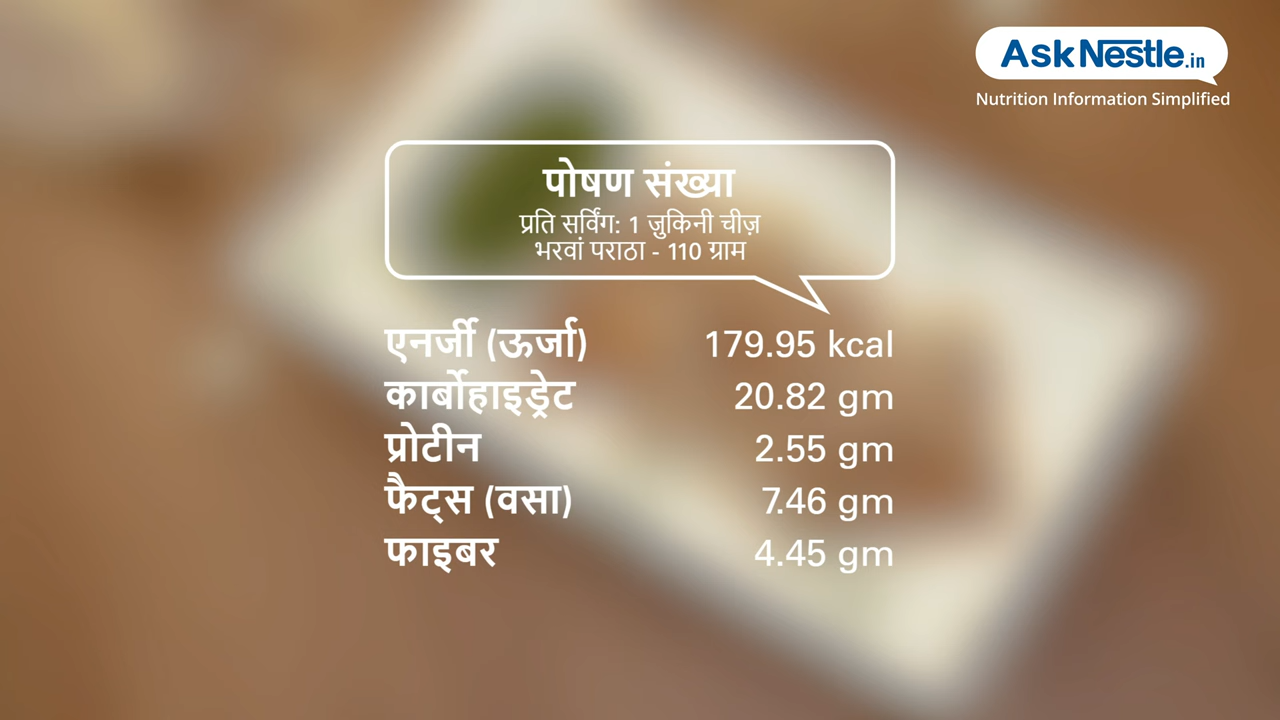 AskNestle.in
Nutrition Information Simplified
पोषण संख्या
प्रति सर्विंग: 1 ज़ुकिनी चीज़
भरवां पराठा - 110 ग्राम
एनर्जी (ऊर्जा) 179.95 kcal
कार्बोहाइड्रेट 20.82 gm
प्रोटीन 2.55 gm
फैट्स (वसा) 7.46 gm
फाइबर 4.45 gm